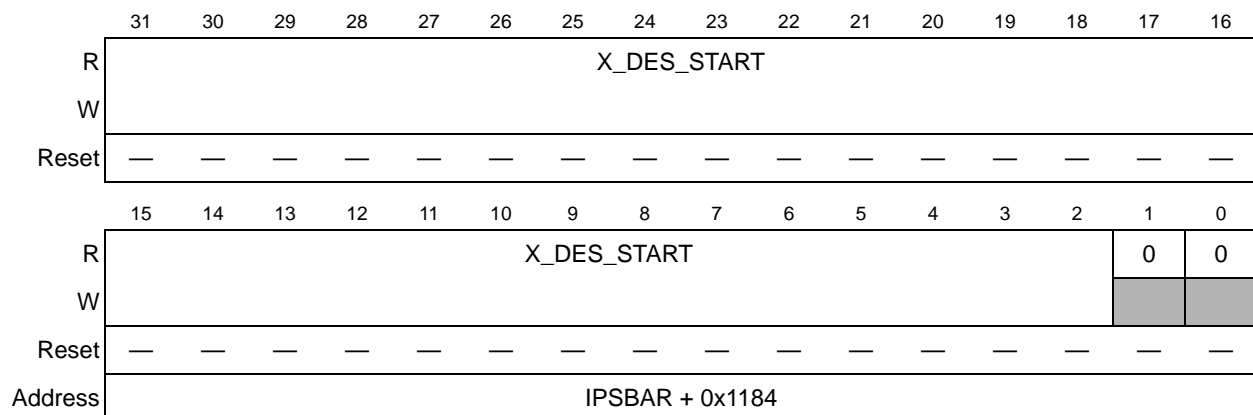 31 30 29 28 27 26 25 24 23 22 21 20 19 18 17 16
R X_DES_START
W
Reset — — — — — — — — — — — — — — — —
15 14 13 12 11 10 9 8 7 6 5 4 3 2 1 0
R X_DES_START 0 0
W
Reset — — — — — — — — — — — — — — — —
Address IPSBAR + 0x1184